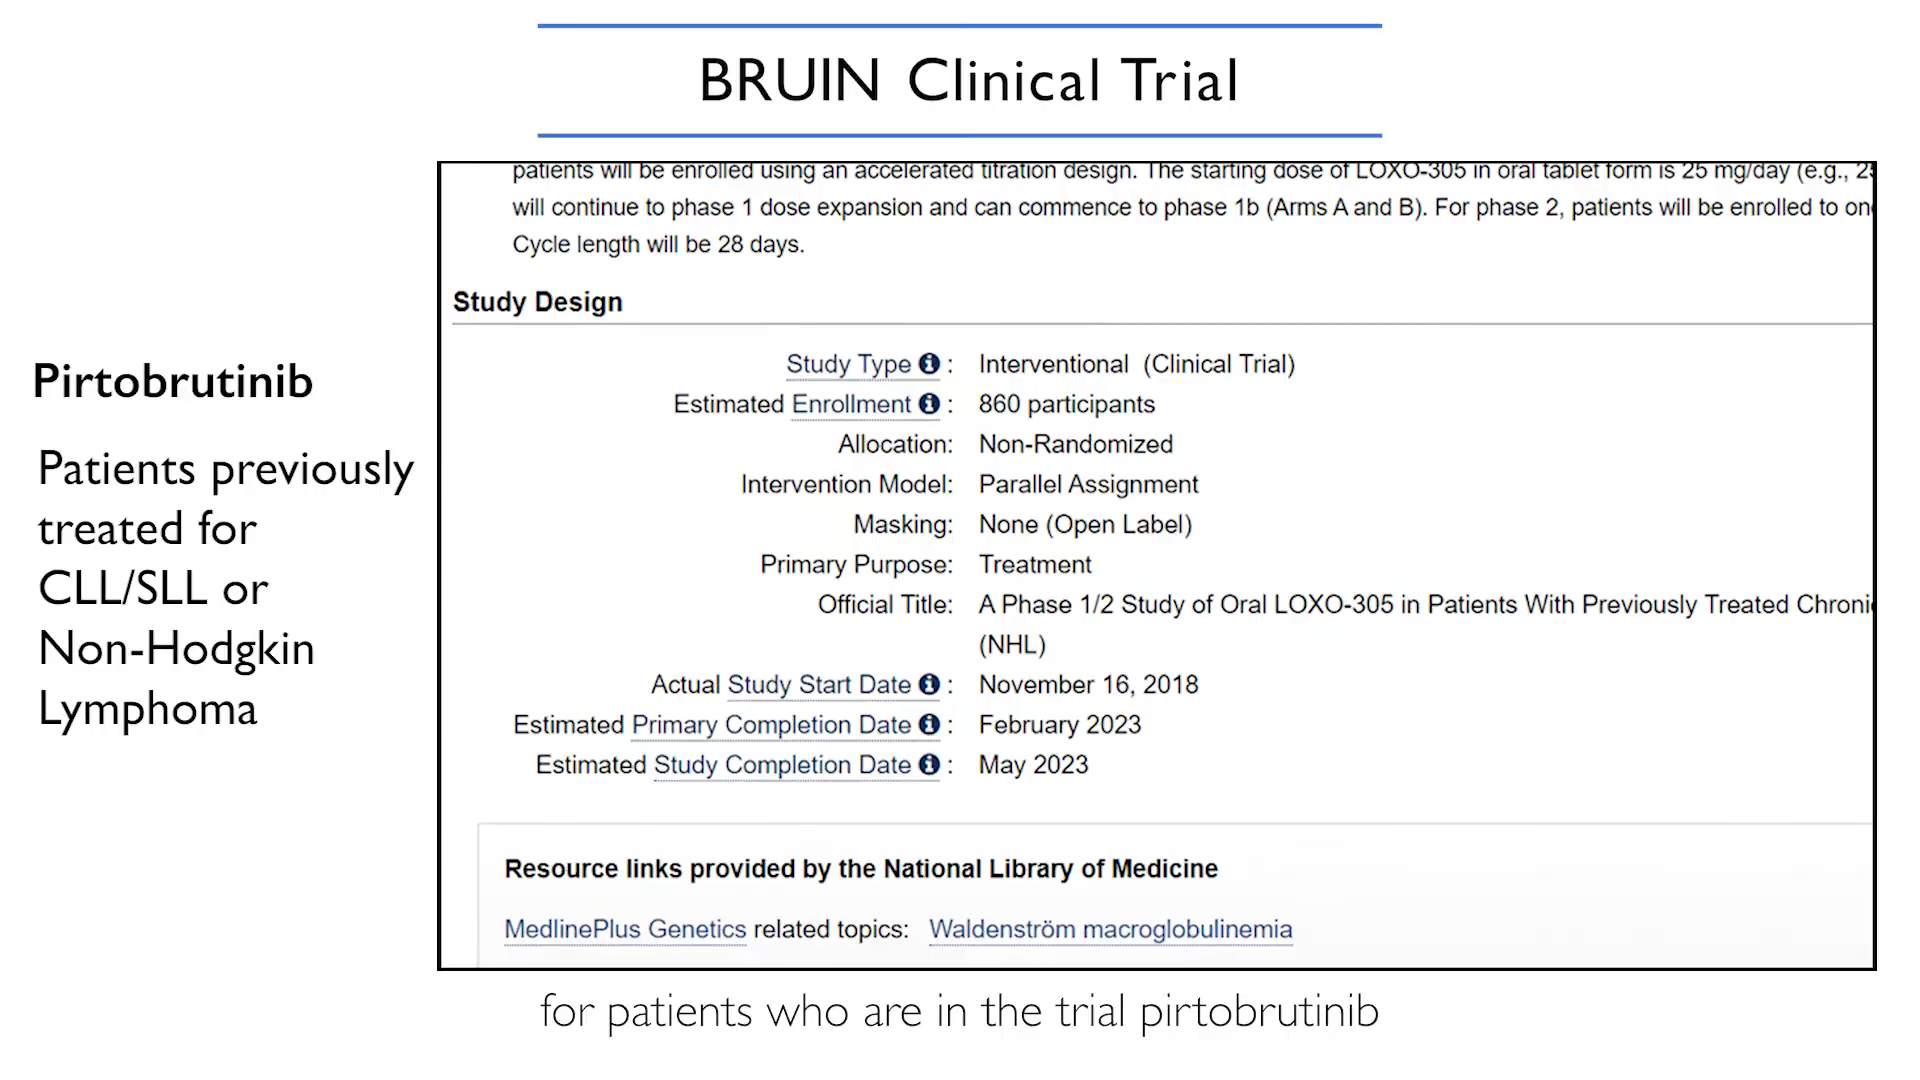 BRUIN Clinical Trial
Pirtobrutinib
Patients previously
treated for
CLL/SLL or
Non-Hodgkin
Lymphoma
patients will be enrolled using an accelerated titration design. The starting dose of LOXO-305 in oral tablet form is 25 mg/day (e.g.,
will continue to phase 1 dose expansion and can commence to phase 1b (Arms A and B). For phase 2, patients will be enrolled to
Cycle length will be 28 days.
Study Design
Study Type : Interventional (Clinical Trial)
Estimated Enrollment : 860 participants
Allocation: Non-Randomized
Intervention Model: Parallel Assignment
Masking: None (Open Label)
Primary Purpose: Treatment
Official Title: A Phase 1/2 Study of Oral LOXO-305 in Patients With Previously Treated
(NHL)
Actual Study Start Date : November 16, 2018
Estimated Primary Completion Date : February 2023
Estimated Study Completion Date : May 2023
Resource links provided by the National Library of Medicine
MedlinePlus Genetics related topics: Waldenström macroglobulinemia
for patients who are in the trial pirtobrutinib